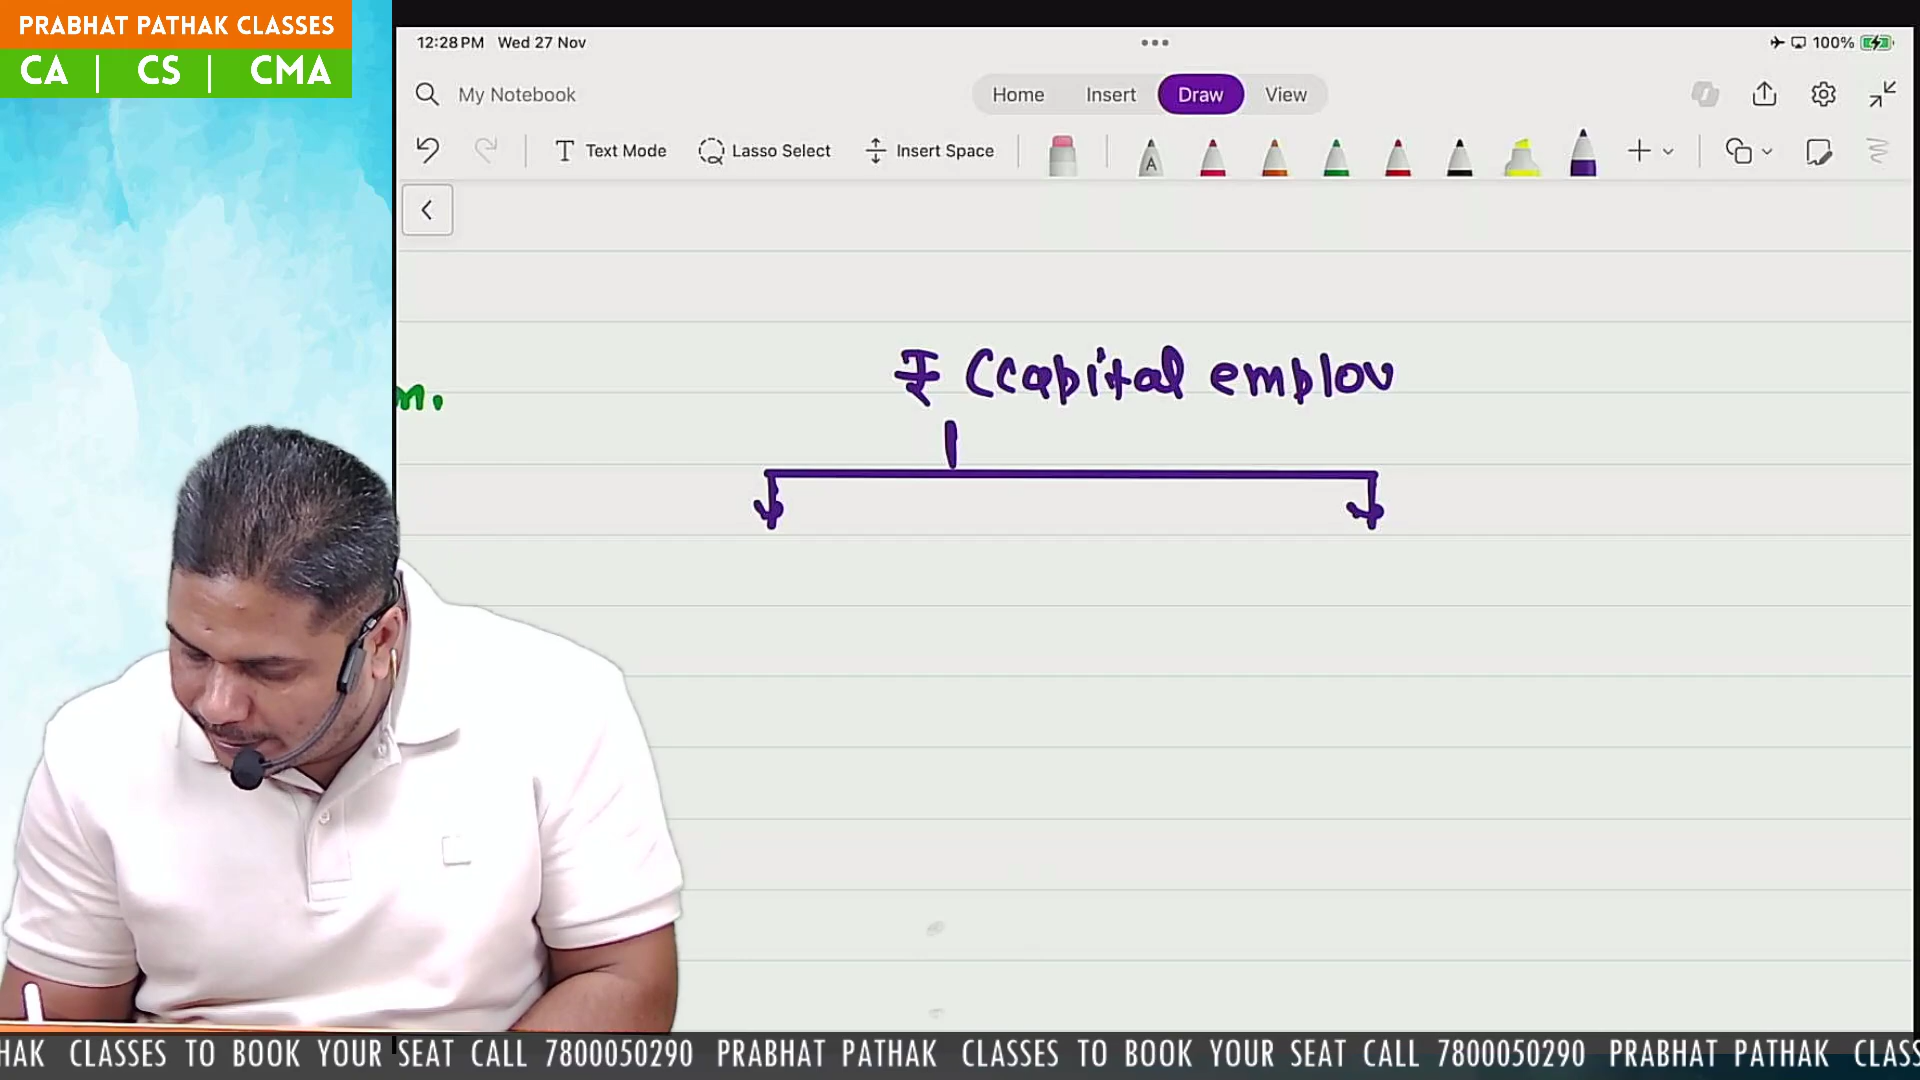 PRABHAT PATHAK CLASSES
CA | CS | CMA
12:28 PM Wed 27 Nov
100%
My Notebook
Home Insert Draw View
Text Mode Lasso Select Insert Space
A
₹ (Capital emplov
n.
HAK CLASSES TO BOOK YOUR SEAT CALL 7800050290 PRABHAT PATHAK CLASSES TO BOOK YOUR SEAT CALL 7800050290 PRABHAT PATHAK CLASS